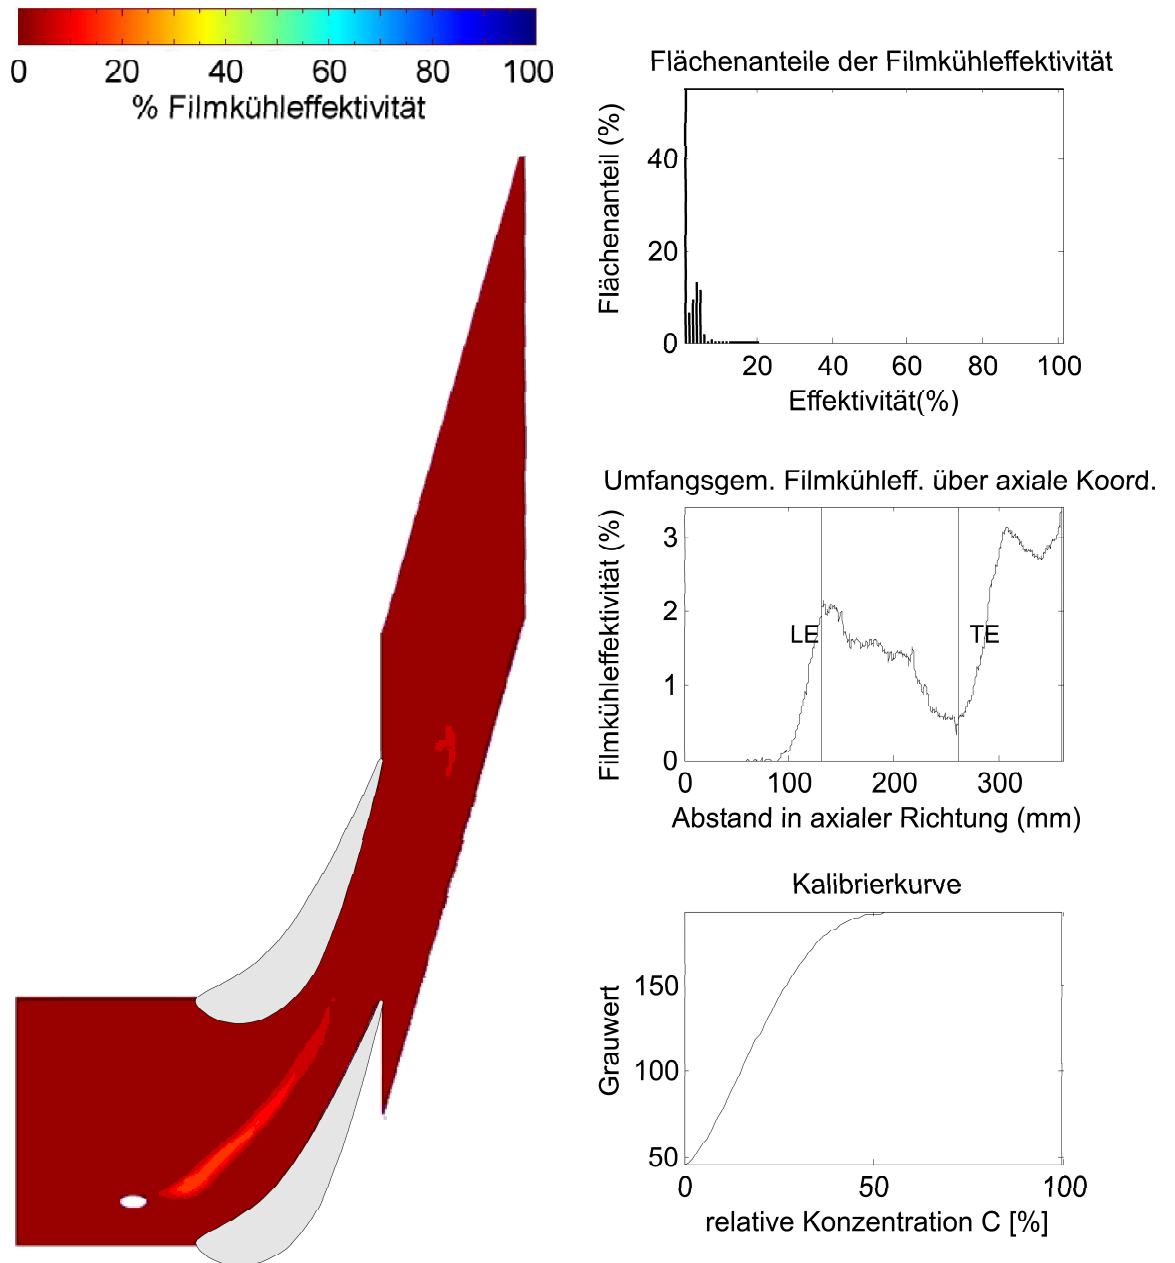 0 20 40 60 80 100
% Filmkühleffektivität
Flächenanteile der Filmkühleffektivität
Flächenanteil (%)
40
20
0
20 40 60 80 100
Effektivität(%)
Umfangsgem. Filmkühleff. über axiale Koord.
Filmkühleffektivität (%)
3
2
1
0
LE
TE
0 100 200 300
Abstand in axialer Richtung (mm)
Kalibrierkurve
Grauwert
150
100
50
0 50 100
relative Konzentration C [%]